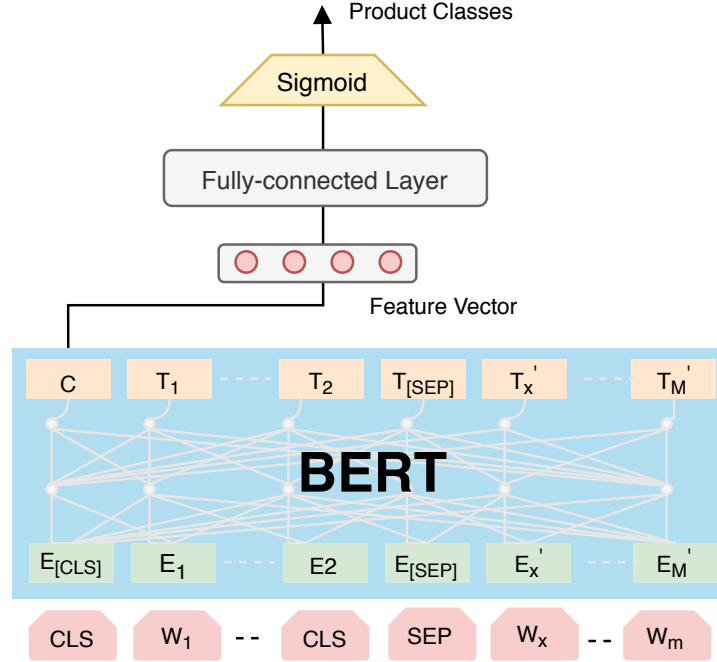 Product Classes
Sigmoid
Fully-connected Layer
Feature Vector
C T1 T2 T[SEP] Tx' TM'
BERT
E[CLS] E1 E2 E[SEP] Ex' EM'
CLS W1 -- CLS SEP Wx -- Wm